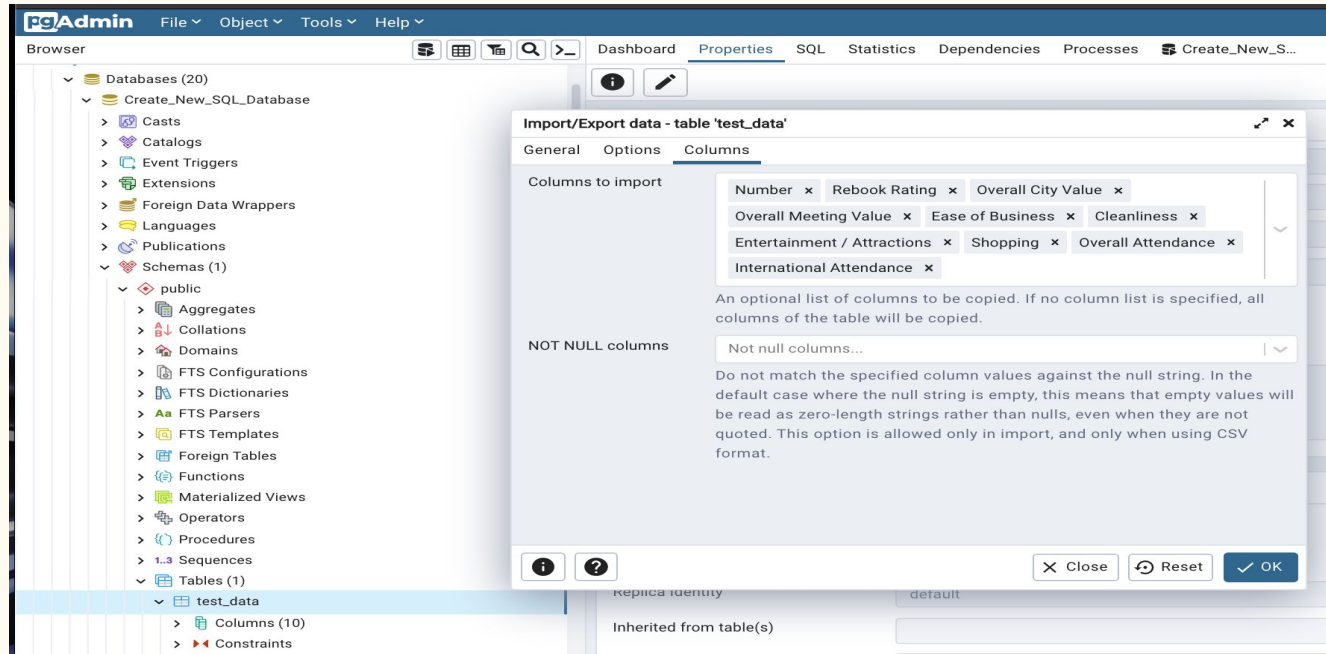 pgAdmin File Object Tools Help
Browser
Dashboard Properties SQL Statistics Dependencies Processes Create_New_S...
Databases (20)
Create_New_SQL_Database
Casts
Catalogs
Event Triggers
Extensions
Foreign Data Wrappers
Languages
Publications
Schemas (1)
public
Aggregates
Collations
Domains
FTS Configurations
FTS Dictionaries
Aa FTS Parsers
FTS Templates
Foreign Tables
Functions
Materialized Views
Operators
Procedures
1..3 Sequences
Tables (1)
test_data
Columns (10)
Constraints
Import/Export data - table 'test_data'
General Options Columns
Columns to import
Number Rebook Rating Overall City Value
Overall Meeting Value Ease of Business Cleanliness
Entertainment / Attractions Shopping Overall Attendance
International Attendance
An optional list of columns to be copied. If no column list is specified, all
columns of the table will be copied.
NOT NULL columns
Not null columns...
Do not match the specified column values against the null string. In the
default case where the null string is empty, this means that empty values will
be read as zero-length strings rather than nulls, even when they are not
quoted. This option is allowed only in import, and only when using CSV
format.
Close Reset OK
Replica identity
default
Inherited from table(s)